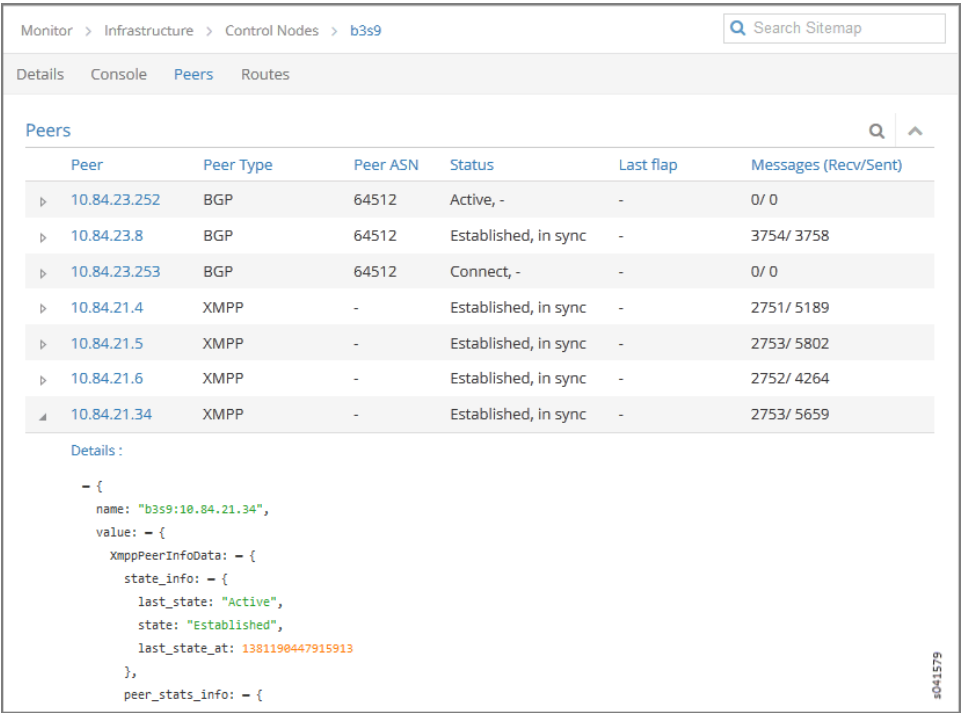 Monitor > Infrastructure > Control Nodes > b3s9
Search Sitemap
Details Console Peers Routes
Peers
Peer Peer Type Peer ASN Status Last flap Messages (Recv/Sent)
10.84.23.252 BGP 64512 Active, - - 0/ 0
10.84.23.8 BGP 64512 Established, in sync - 3754/ 3758
10.84.23.253 BGP 64512 Connect, - - 0/ 0
10.84.21.4 XMPP - Established, in sync - 2751/ 5189
10.84.21.5 XMPP - Established, in sync - 2753/ 5802
10.84.21.6 XMPP - Established, in sync - 2752/ 4264
10.84.21.34 XMPP - Established, in sync - 2753/ 5659
Details :
– {
name: "b3s9:10.84.21.34",
value: – {
XmppPeerInfoData: – {
state_info: – {
last_state: "Active",
state: "Established",
last_state_at: 1381190447915913
},
peer_stats_info: – {
s041579